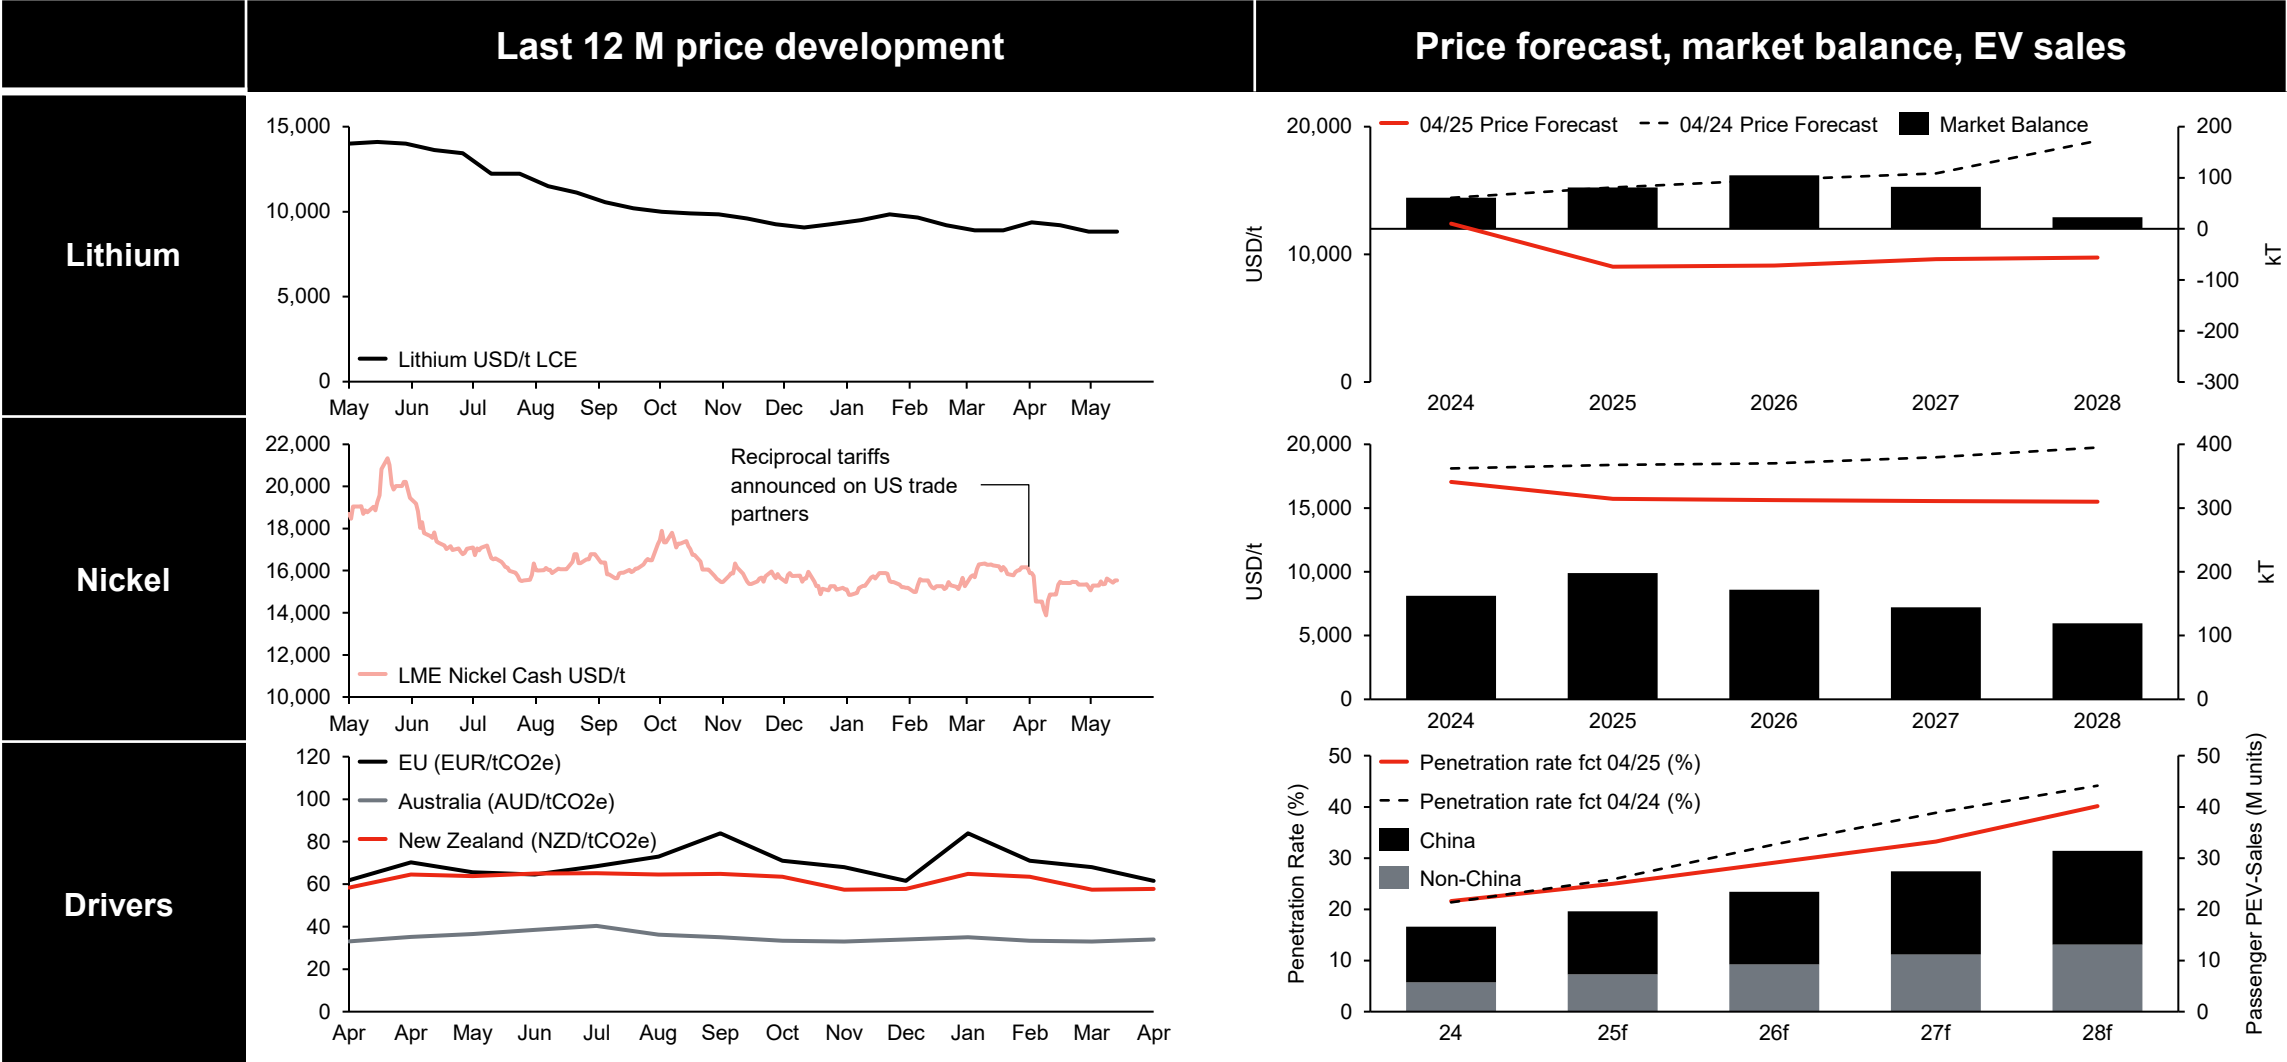 Last 12 M price development
Price forecast, market balance, EV sales
Lithium
15,000
10,000
5,000
0
Lithium USD/t LCE
May Jun Jul Aug Sep Oct Nov Dec Jan Feb Mar Apr May
04/25 Price Forecast 04/24 Price Forecast Market Balance
20,000
10,000
0
USD/t
200
100
0
-100
-200
-300
kT
2024 2025 2026 2027 2028
Nickel
22,000
20,000
18,000
16,000
14,000
12,000
10,000
Reciprocal tariffs
announced on US trade
partners
LME Nickel Cash USD/t
May Jun Jul Aug Sep Oct Nov Dec Jan Feb Mar Apr May
20,000
15,000
10,000
5,000
0
USD/t
400
300
200
100
0
kT
2024 2025 2026 2027 2028
Drivers
120
100
80
60
40
20
0
EU (EUR/tCO2e)
Australia (AUD/tCO2e)
New Zealand (NZD/tCO2e)
Apr Apr May Jun Jul Aug Sep Oct Nov Dec Jan Feb Mar Apr
Penetration Rate (%)
50
40
30
20
10
0
Penetration rate fct 04/25 (%)
Penetration rate fct 04/24 (%)
China
Non-China
50
40
30
20
10
0
Passenger PEV-Sales (M units)
24 25f 26f 27f 28f